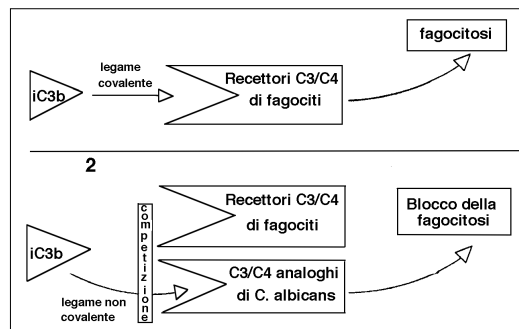 fagocitosi
legame
covalente
iC3b
Recettori C3/C4
di fagociti
2
competizione
Recettori C3/C4
di fagociti
Blocco della
fagocitosi
iC3b
C3/C4 analoghi
di C. albicans
legame non
covalente